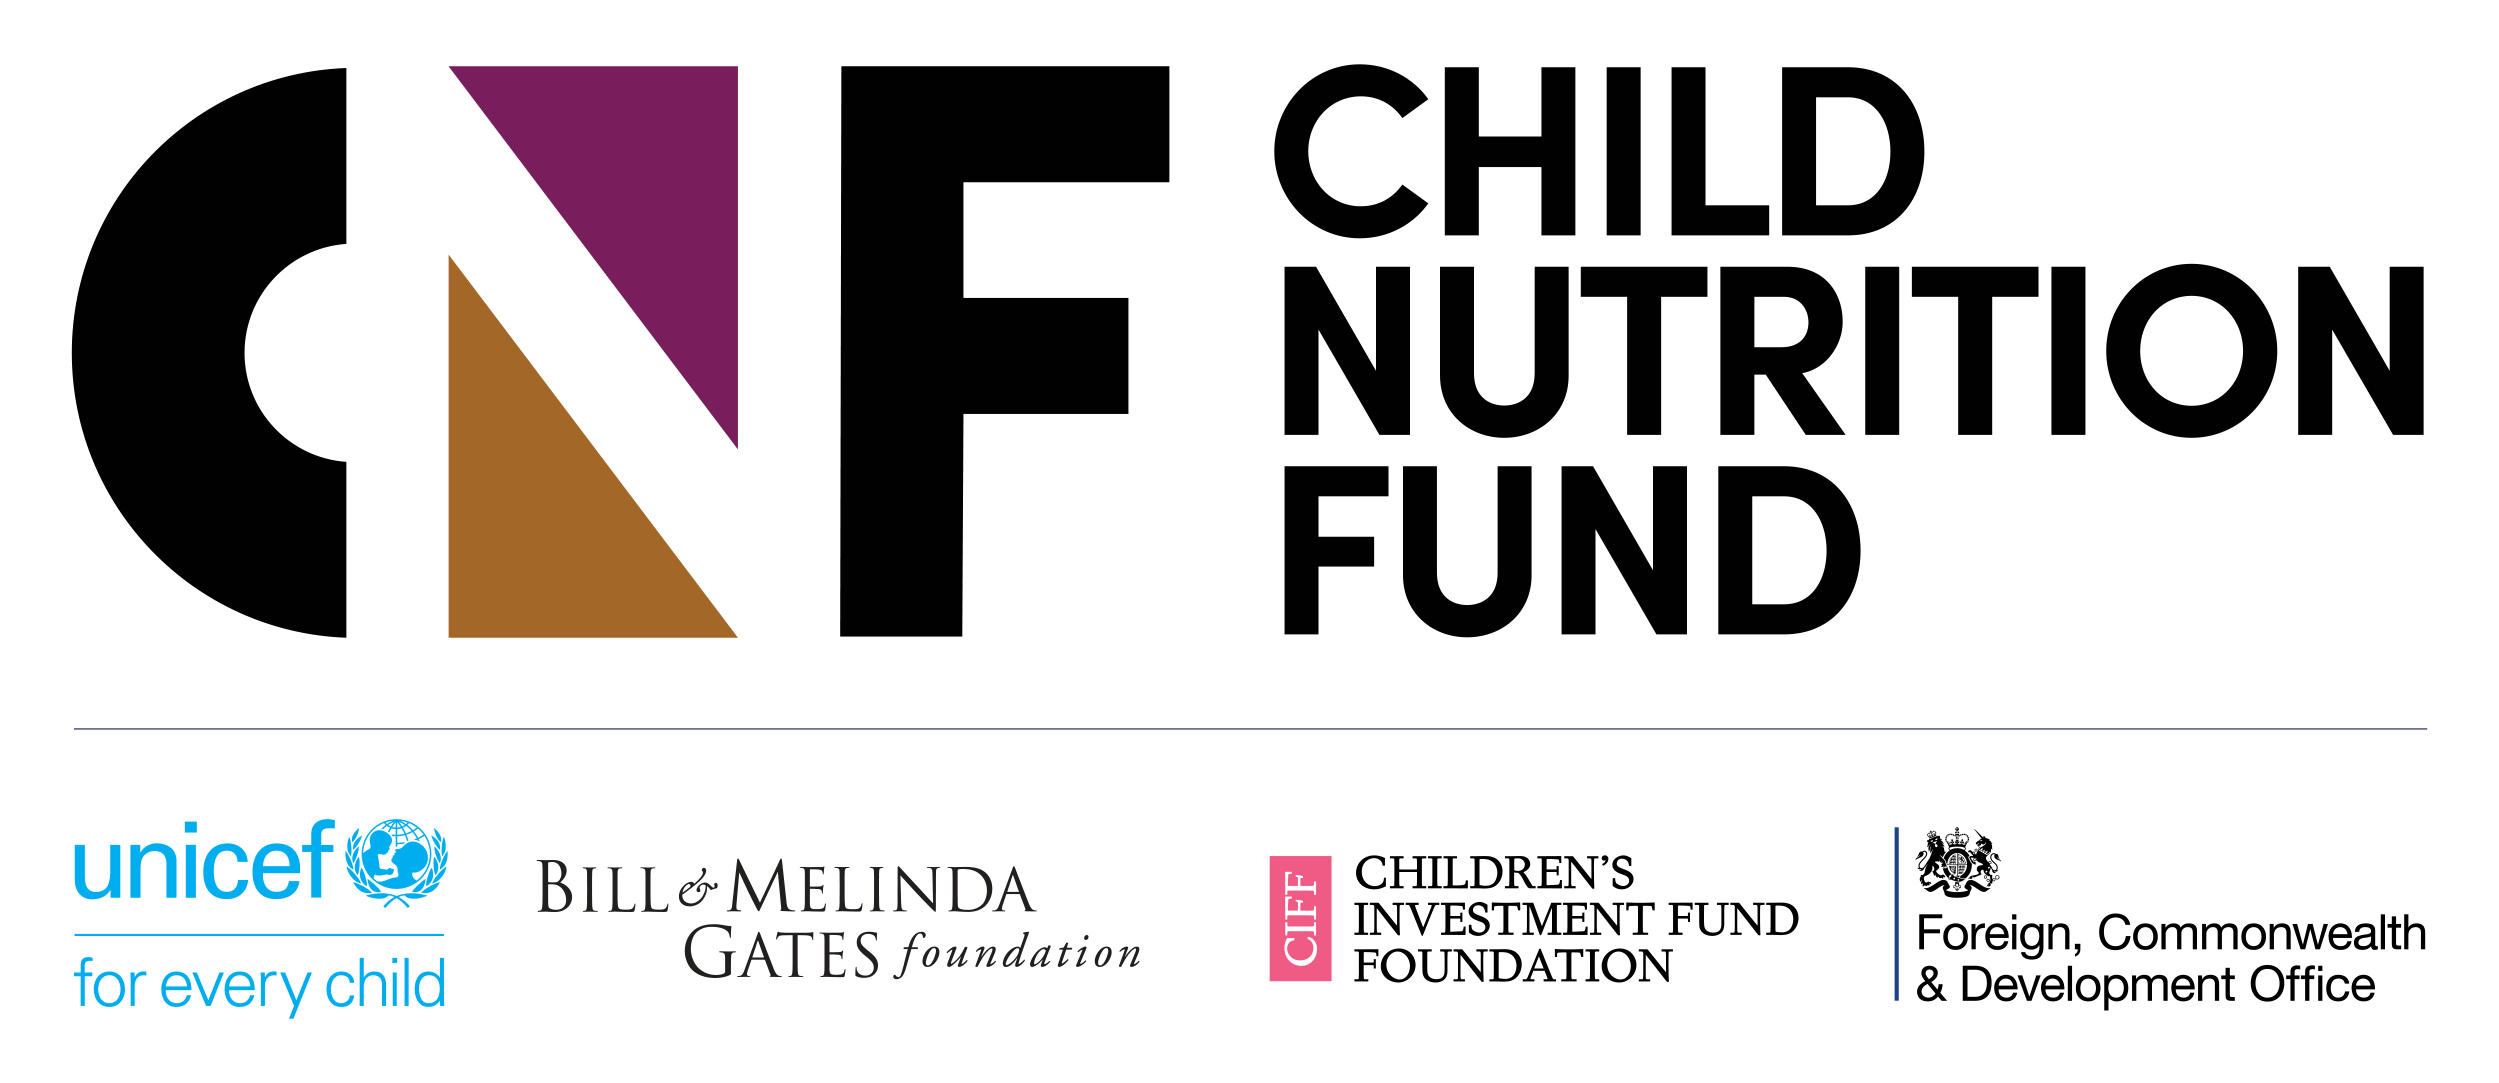 CNF
CHILD
NUTRITION
FUND
unicef
for every child
BILL & MELINDA
GATES foundation
CIFF
CHILDREN'S
INVESTMENT FUND
FOUNDATION
Foreign, Commonwealth
& Development Office